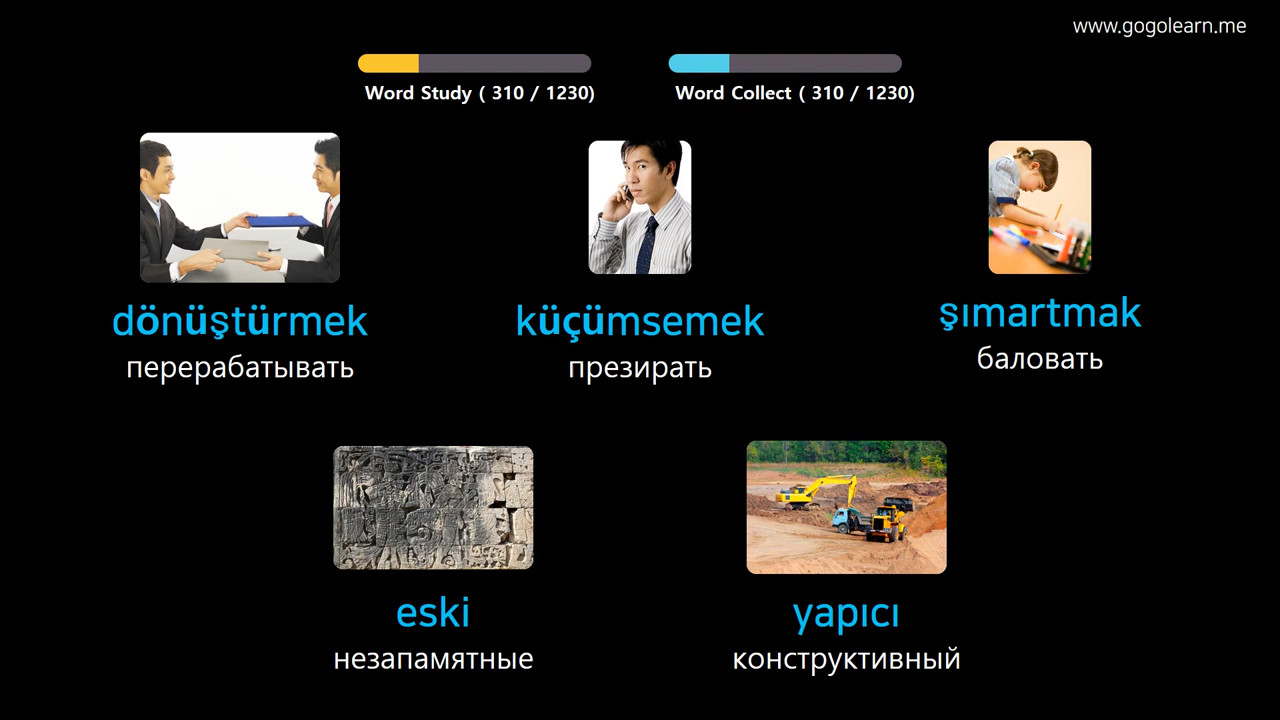 www.gogolearn.me
Word Study ( 310 / 1230)
Word Collect ( 310 / 1230)
dönüştürmek
перерабатывать
küçümsemek
презирать
şımartmak
баловать
eski
незапамятные
yapıcı
конструктивный